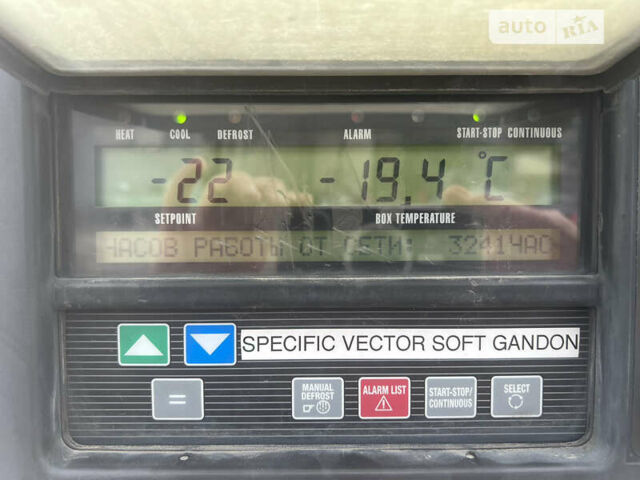 auto RIA
HEAT COOL DEFROST ALARM START-STOP CONTINUOUS
-22 -19.4 °C
SETPOINT BOX TEMPERATURE
ЧАСОВ РАБОТЫ ОТ СЕТИ: 32414ЧАС
SPECIFIC VECTOR SOFT GANDON
=
MANUAL DEFROST
ALARM LIST
START-STOP/ CONTINUOUS
SELECT